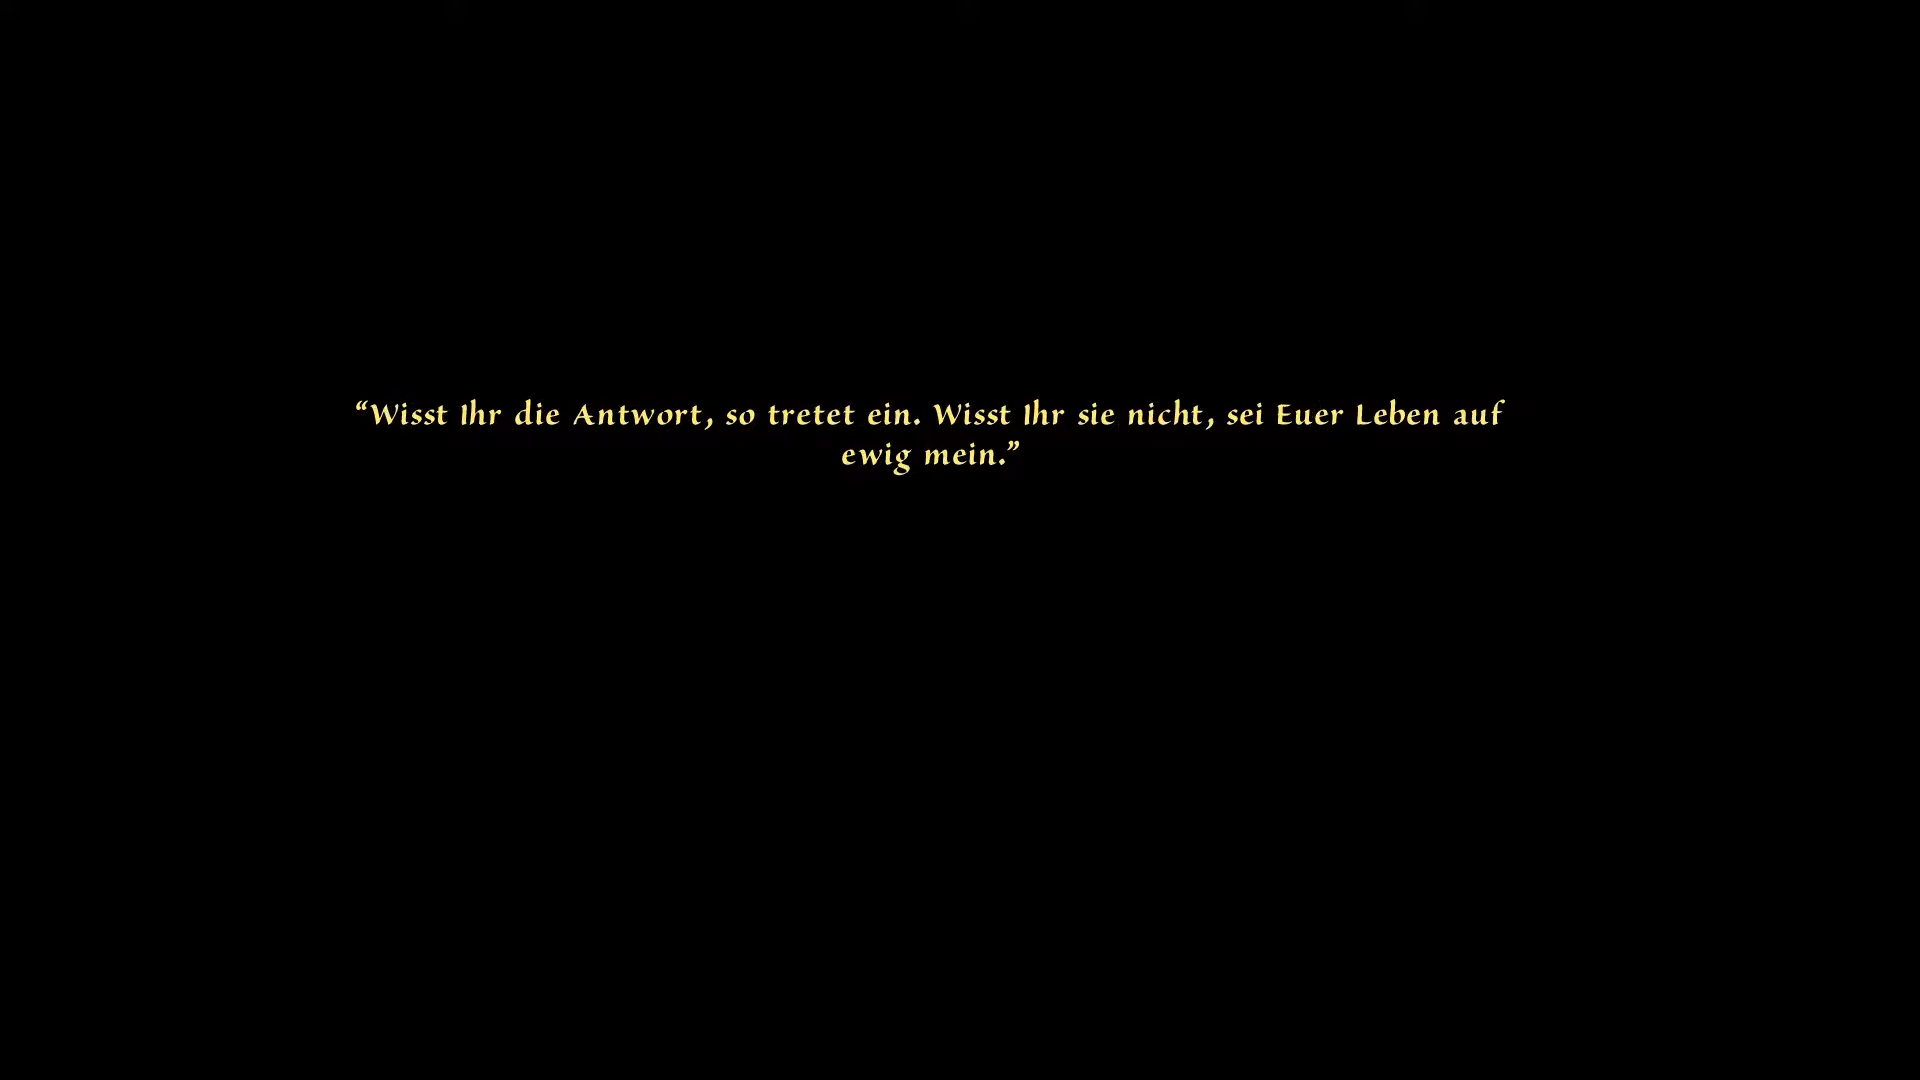 “Wisst Ihr die Antwort, so tretet ein. Wisst Ihr sie nicht, sei Euer Leben auf
ewig mein.”